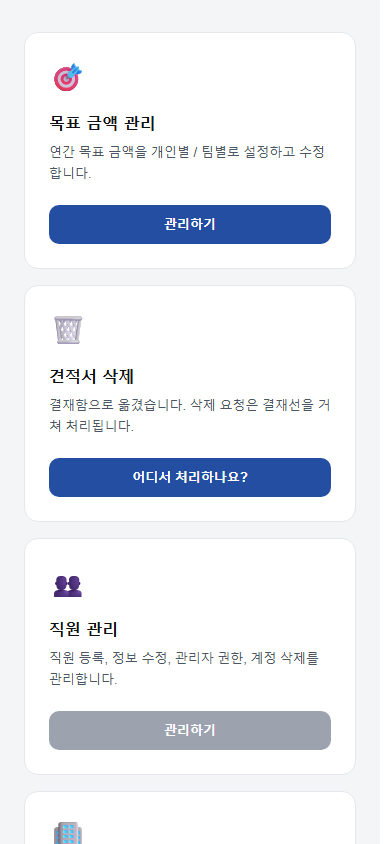 목표 금액 관리
연간 목표 금액을 개인별 / 팀별로 설정하고 수정
합니다.
관리하기
견적서 삭제
결재함으로 옮겼습니다. 삭제 요청은 결재선을 거
쳐 처리됩니다.
어디서 처리하나요?
직원 관리
직원 등록, 정보 수정, 관리자 권한, 계정 삭제를
관리합니다.
관리하기